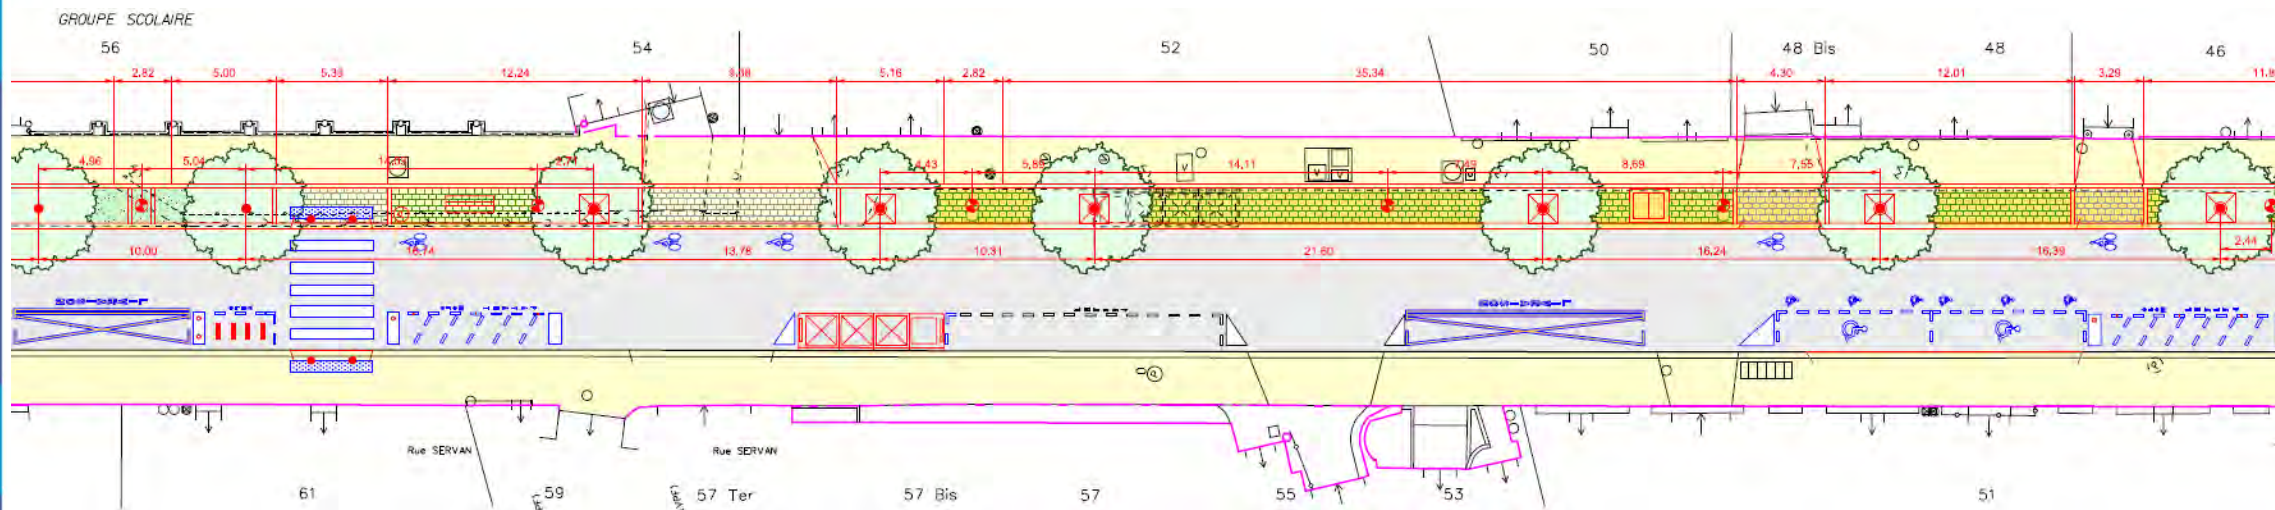 GROUPE SCOLAIRE
56 54 52 50 48 Bis 48 46
2.82 5.00 5.38 12.24 5.16 2.82 35.34 4.30 12.01 3.29
4.96 5.04 4.43 14.11 8.69 7.55
V V V
10.00 13.78 10.31 21.60 16.24 16.39 2.44
Rue SERVAN Rue SERVAN
61 59 57 Ter 57 Bis 57 55 53 51